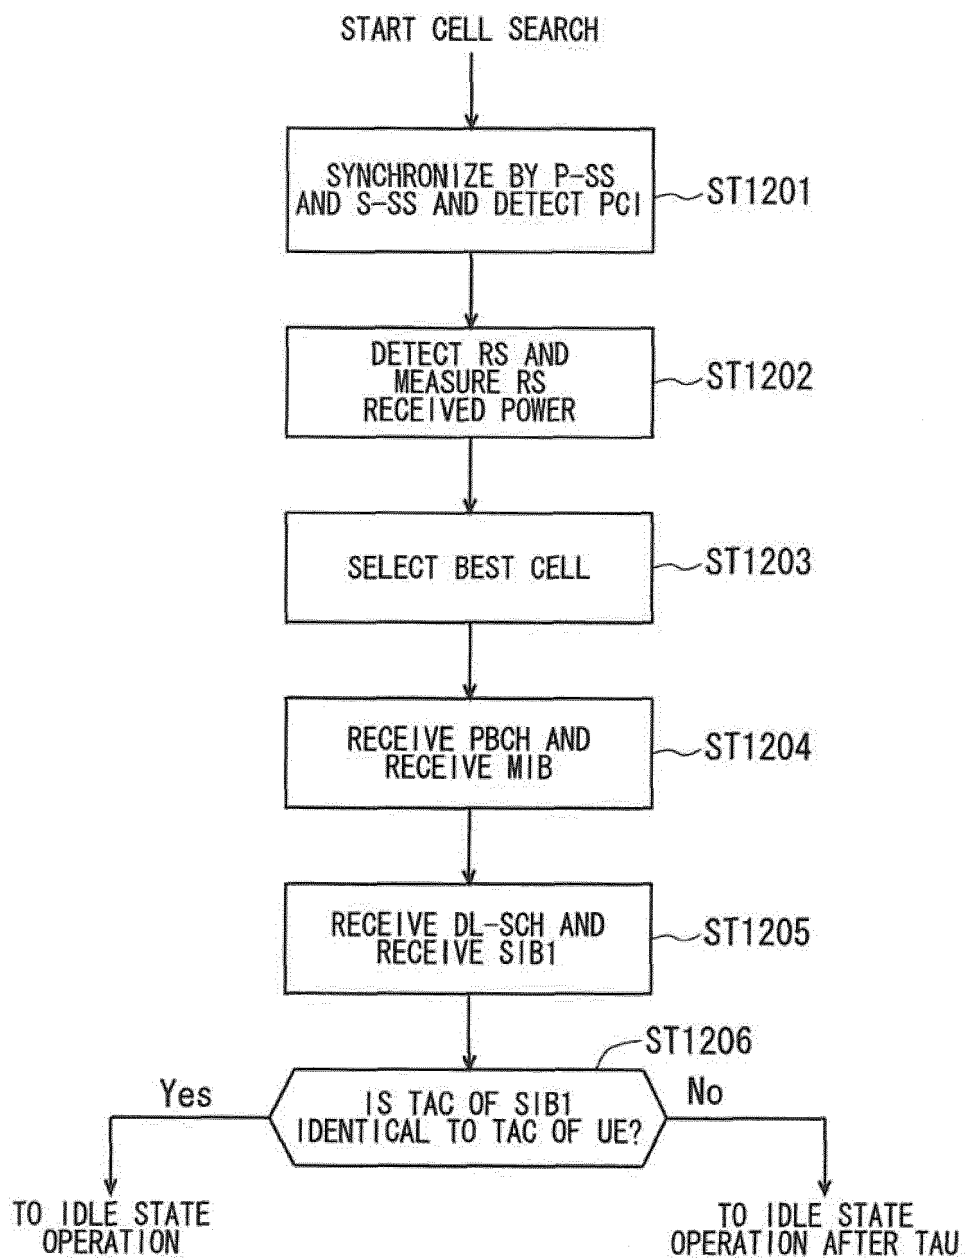 START CELL SEARCH
SYNCHRONIZE BY P-SS
AND S-SS AND DETECT PCI
ST1201
DETECT RS AND
MEASURE RS
RECEIVED POWER
ST1202
SELECT BEST CELL
ST1203
RECEIVE PBCH AND
RECEIVE MIB
ST1204
RECEIVE DL-SCH AND
RECEIVE SIB1
ST1205
ST1206
IS TAC OF SIB1
IDENTICAL TO TAC OF UE?
Yes
No
TO IDLE STATE
OPERATION
TO IDLE STATE
OPERATION AFTER TAU